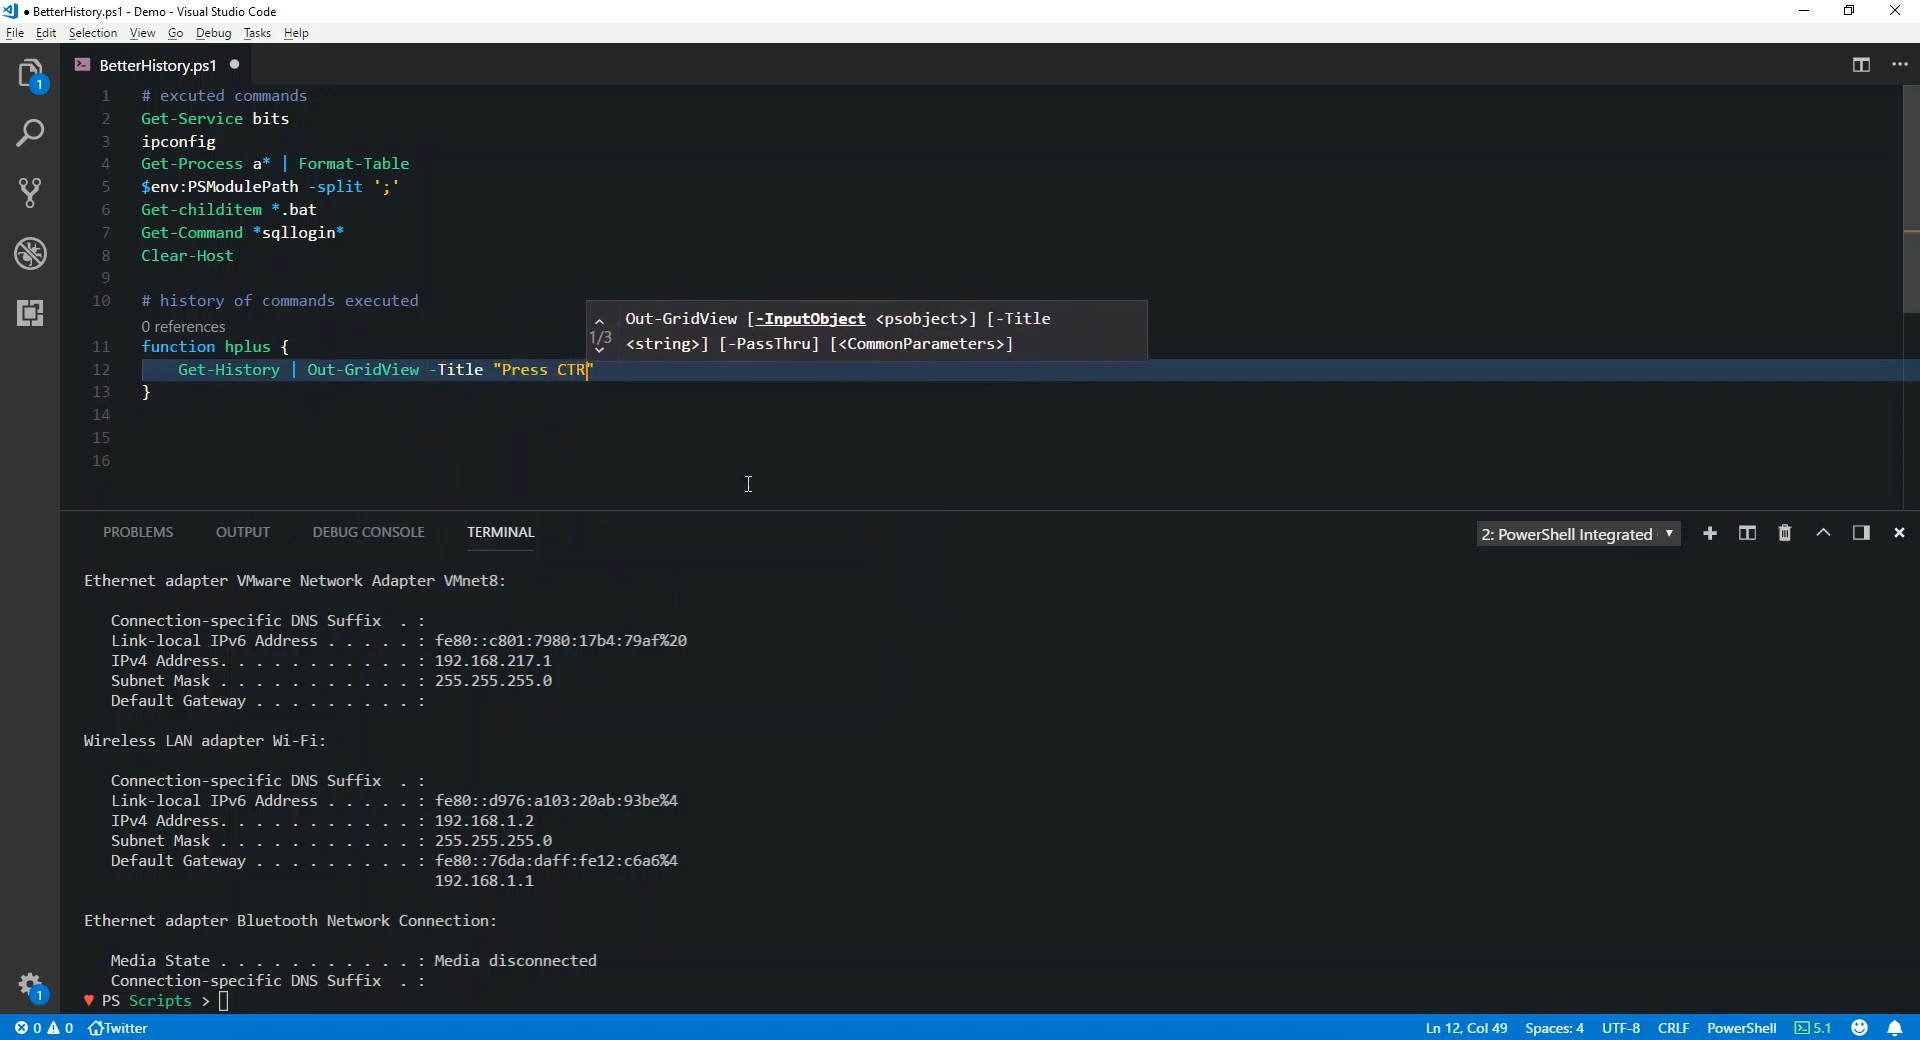 ● BetterHistory.ps1 - Demo - Visual Studio Code
File Edit Selection View Go Debug Tasks Help
1
BetterHistory.ps1 ●
1 # excuted commands
2 Get-Service bits
3 ipconfig
4 Get-Process a* | Format-Table
5 $env:PSModulePath -split ';'
6 Get-childitem *.bat
7 Get-Command *sqllogin*
8 Clear-Host
9
10 # history of commands executed
0 references
11 function hplus {
12 Get-History | Out-GridView -Title "Press CTR"
13 }
14
15
16
Out-GridView [-InputObject <psobject>] [-Title
1/3 <string>] [-PassThru] [<CommonParameters>]
PROBLEMS OUTPUT DEBUG CONSOLE TERMINAL 2: PowerShell Integrated
Ethernet adapter VMware Network Adapter VMnet8:
Connection-specific DNS Suffix . :
Link-local IPv6 Address . . . . . : fe80::c801:7980:17b4:79af%20
IPv4 Address. . . . . . . . . . . : 192.168.217.1
Subnet Mask . . . . . . . . . . . : 255.255.255.0
Default Gateway . . . . . . . . . :
Wireless LAN adapter Wi-Fi:
Connection-specific DNS Suffix . :
Link-local IPv6 Address . . . . . : fe80::d976:a103:20ab:93be%4
IPv4 Address. . . . . . . . . . . : 192.168.1.2
Subnet Mask . . . . . . . . . . . : 255.255.255.0
Default Gateway . . . . . . . . . : fe80::76da:daff:fe12:c6a6%4
192.168.1.1
Ethernet adapter Bluetooth Network Connection:
Media State . . . . . . . . . . . : Media disconnected
Connection-specific DNS Suffix . :
♥ PS Scripts >
1
0 0 Twitter Ln 12, Col 49 Spaces: 4 UTF-8 CRLF PowerShell 5.1